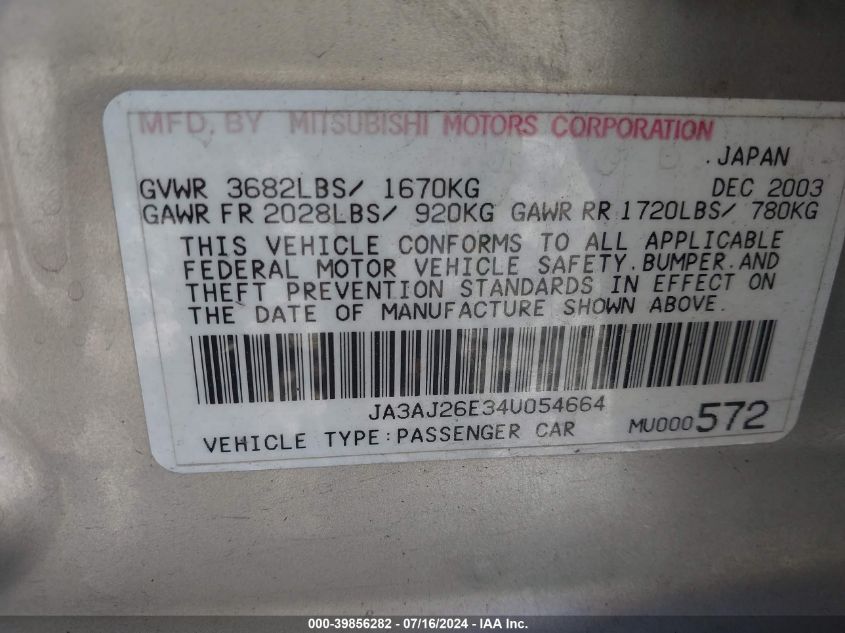 MFD. BY MITSUBISHI MOTORS CORPORATION
.JAPAN
GVWR 3682LBS/ 1670KG DEC 2003
GAWR FR 2028LBS/ 920KG GAWR RR 1720LBS/ 780KG
THIS VEHICLE CONFORMS TO ALL APPLICABLE
FEDERAL MOTOR VEHICLE SAFETY, BUMPER, AND
THEFT PREVENTION STANDARDS IN EFFECT ON
THE DATE OF MANUFACTURE SHOWN ABOVE.
JA3AJ26E34U054664
VEHICLE TYPE:PASSENGER CAR MU000572
000-39856282 - 07/16/2024 - IAA Inc.